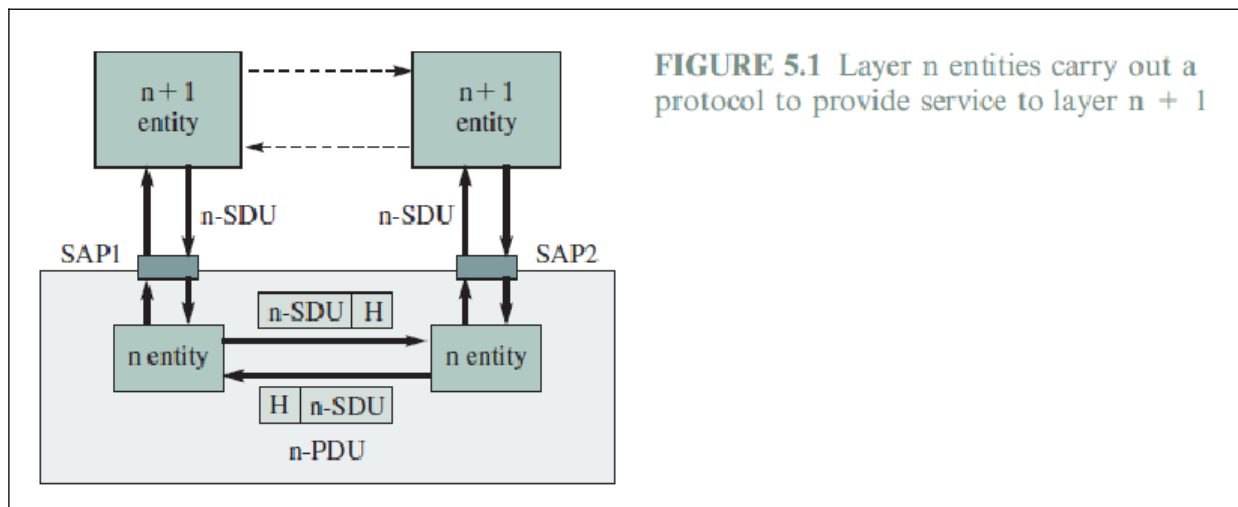 n+1
entity
n+1
entity
FIGURE 5.1 Layer n entities carry out a
protocol to provide service to layer n + 1
n-SDU
n-SDU
SAP1
SAP2
n-SDU H
n entity
n entity
H n-SDU
n-PDU